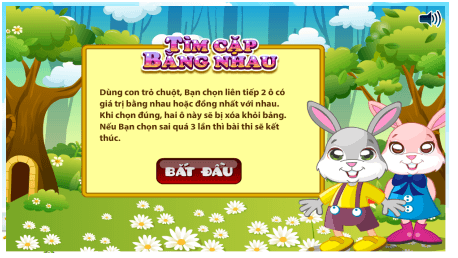 TÌM CẶP
BẰNG NHAU
Dùng con trỏ chuột, Bạn chọn liên tiếp 2 ô có
giá trị bằng nhau hoặc đồng nhất với nhau.
Khi chọn đúng, hai ô này sẽ bị xóa khỏi bảng.
Nếu Bạn chọn sai quá 3 lần thì bài thi sẽ kết
thúc.
BẮT ĐẦU